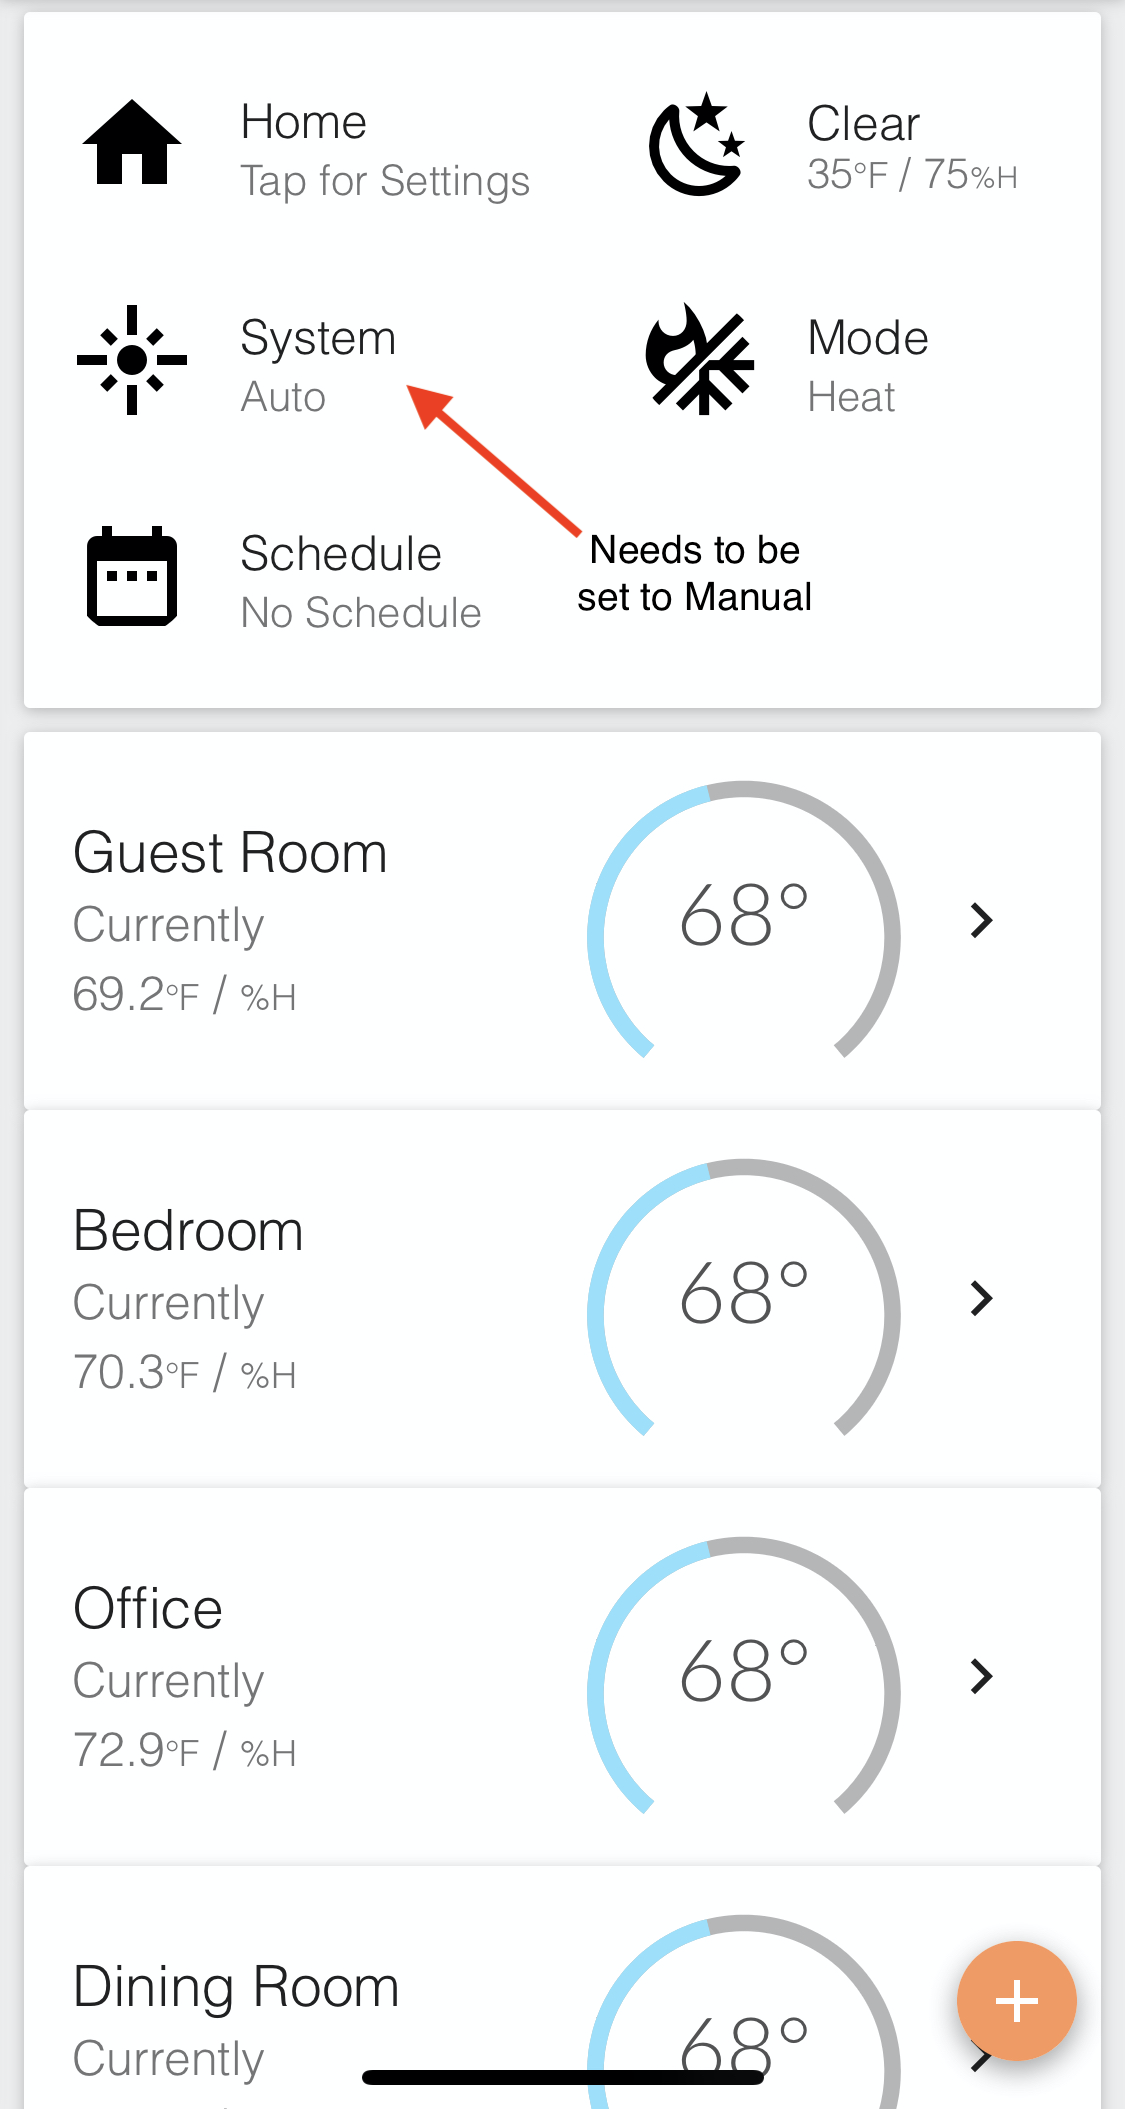 Home
Tap for Settings
Clear
35°F / 75%H
System
Auto
Mode
Heat
Schedule
No Schedule
Needs to be
set to Manual
Guest Room
Currently
69.2°F / %H
68°
Bedroom
Currently
70.3°F / %H
68°
Office
Currently
72.9°F / %H
68°
Dining Room
Currently
68°